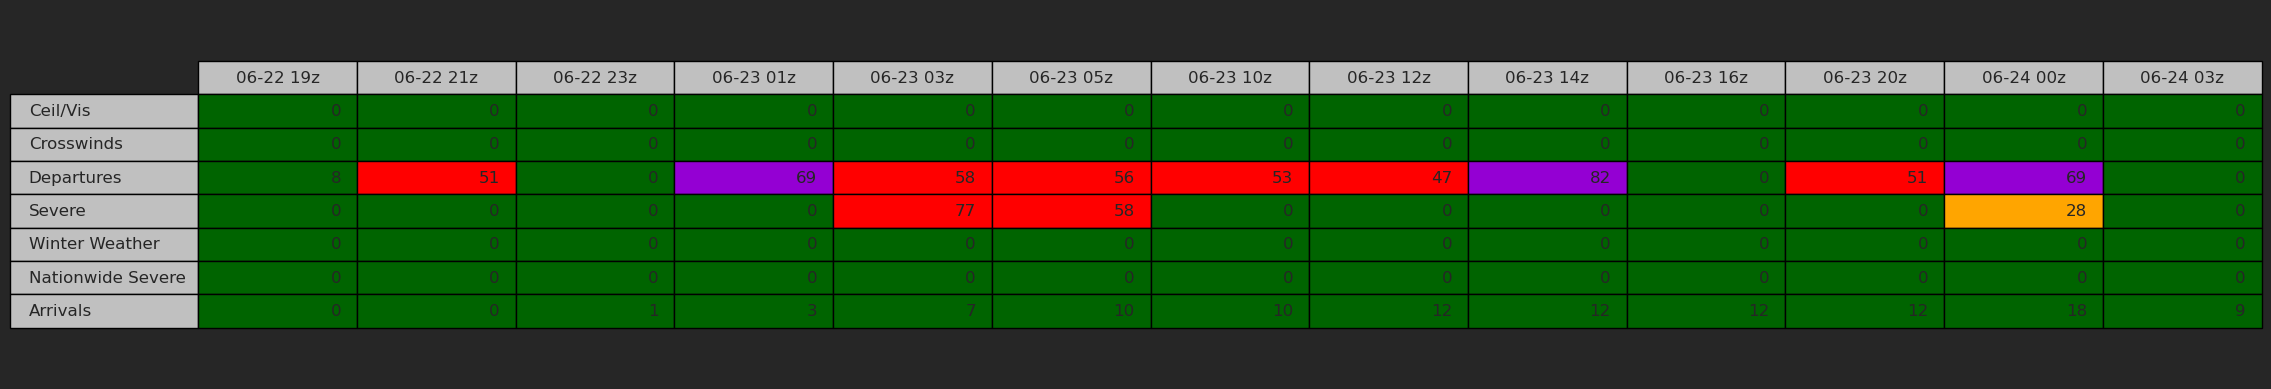 06-22 19z 06-22 21z 06-22 23z 06-23 01z 06-23 03z 06-23 05z 06-23 10z 06-23 12z 06-23 14z 06-23 16z 06-23 20z 06-24 00z 06-24 03z
Ceil/Vis 0 0 0 0 0 0 0 0 0 0 0 0 0
Crosswinds 0 0 0 0 0 0 0 0 0 0 0 0 0
Departures 8 51 0 69 58 56 53 47 82 0 51 69 0
Severe 0 0 0 0 77 58 0 0 0 0 0 28 0
Winter Weather 0 0 0 0 0 0 0 0 0 0 0 0 0
Nationwide Severe 0 0 0 0 0 0 0 0 0 0 0 0 0
Arrivals 0 0 1 3 7 10 10 12 12 12 12 18 9